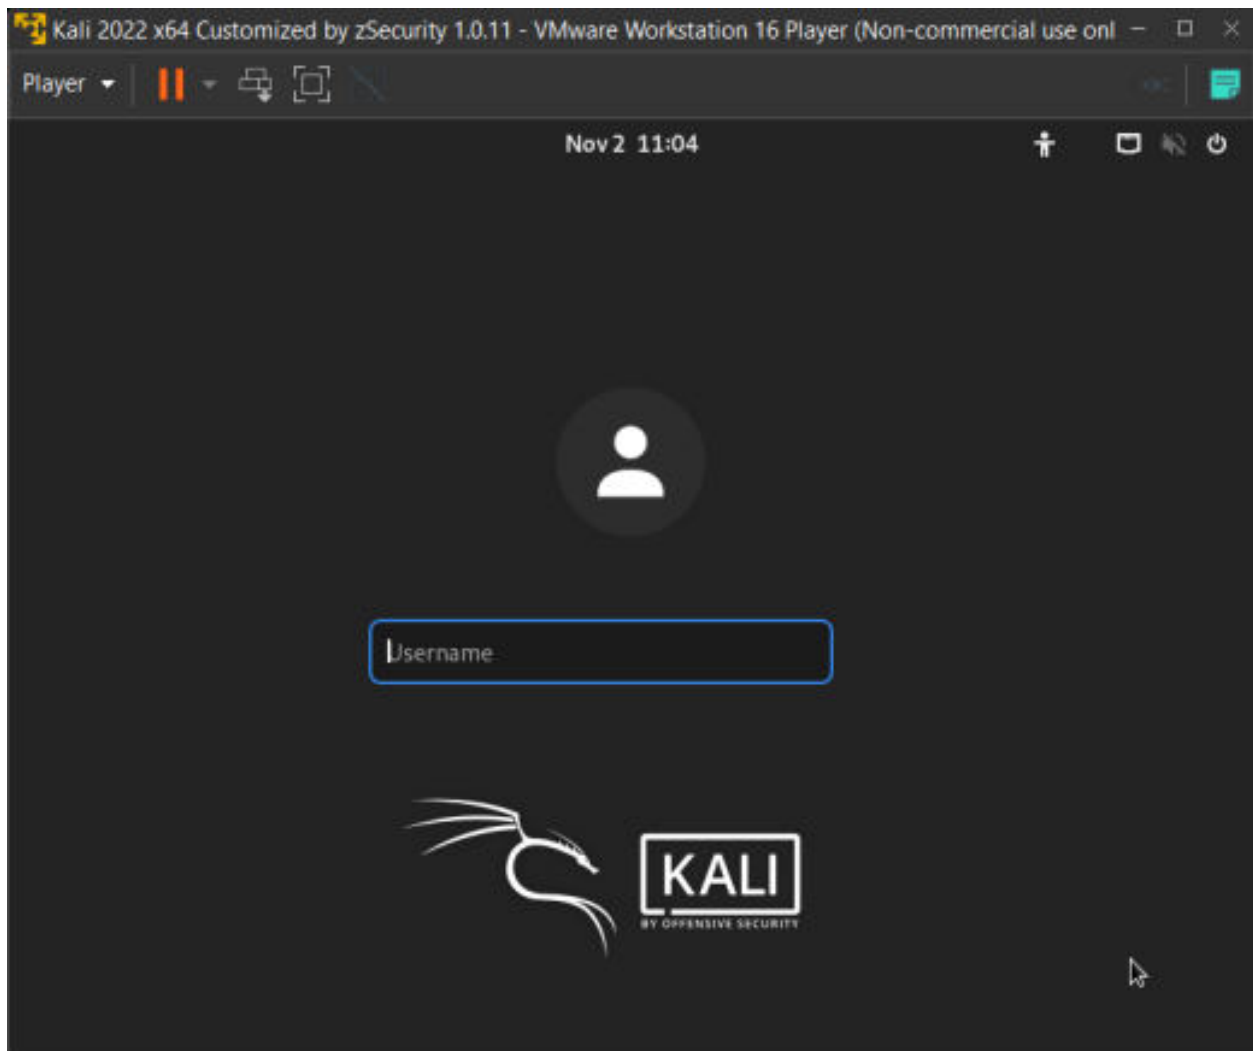 Kali 2022 x64 Customized by zSecurity 1.0.11 - VMware Workstation 16 Player (Non-commercial use onl
Player
Nov 2 11:04
Username
KALI
BY OFFENSIVE SECURITY